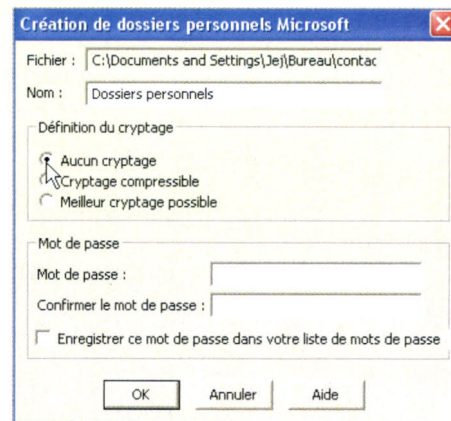 Création de dossiers personnels Microsoft
Fichier : C:\Documents and Settings\Jej\Bureau\contac
Nom : Dossiers personnels
Définition du cryptage
Aucun cryptage
Cryptage compressible
Meilleur cryptage possible
Mot de passe
Mot de passe :
Confirmer le mot de passe :
Enregistrer ce mot de passe dans votre liste de mots de passe
OK Annuler Aide